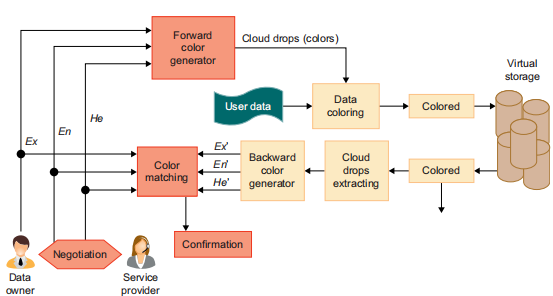 Forward
color
generator
Cloud drops (colors)
Virtual
storage
User data
Data
coloring
Colored
Ex
En
He
Color
matching
Ex'
En'
He'
Backward
color
generator
Cloud
drops
extracting
Colored
Confirmation
Negotiation
Data
owner
Service
provider